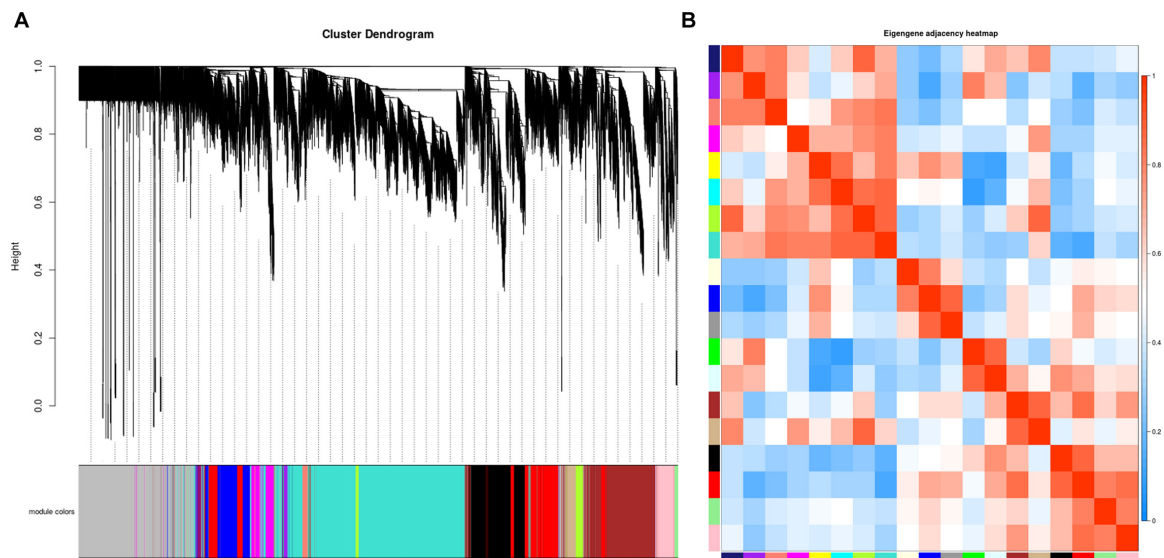 A
Cluster Dendrogram
Height
1.0
0.8
0.6
0.4
0.2
0.0
module colors
B
Eigengene adjacency heatmap
1
0.8
0.6
0.4
0.2
0